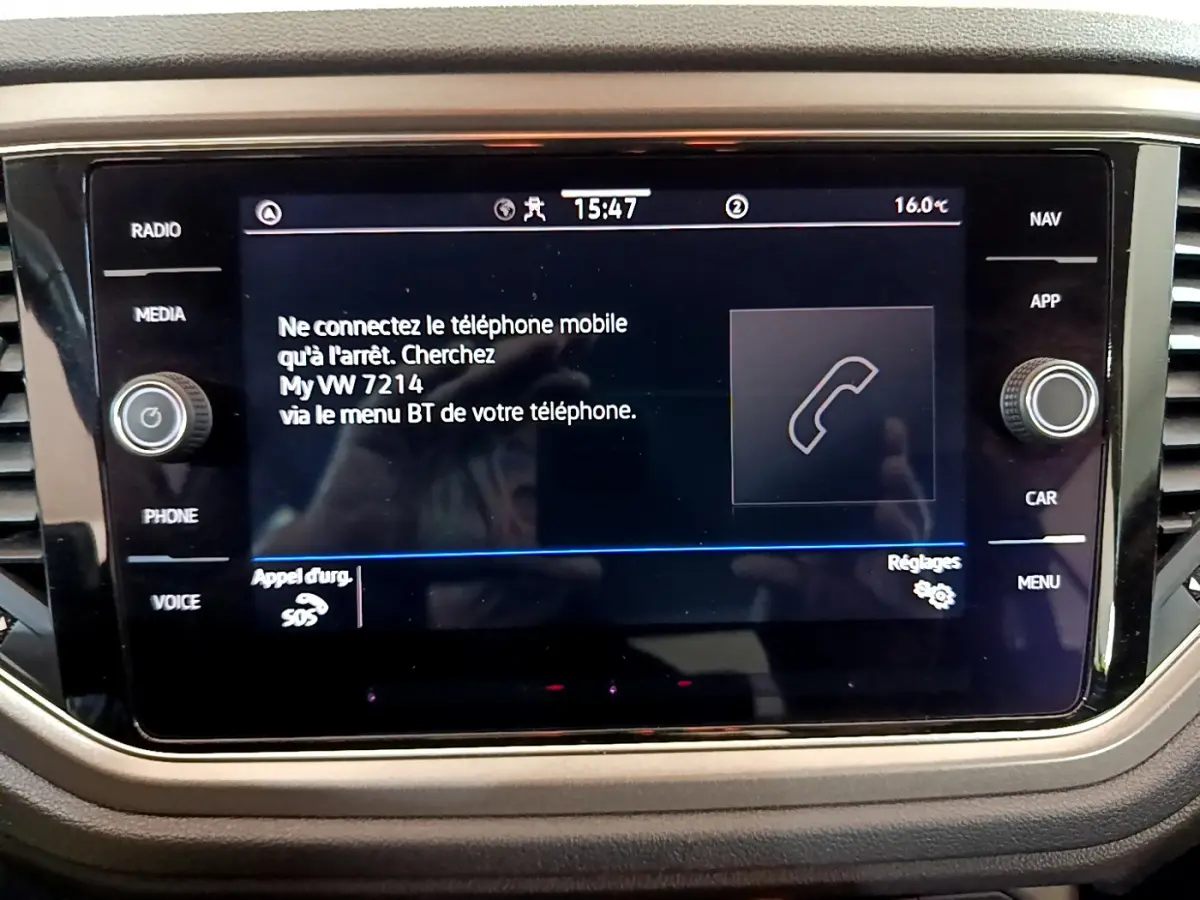 RADIO
MEDIA
PHONE
VOICE
A
15:47
2
16.0°C
Ne connectez le téléphone mobile
qu'à l'arrêt. Cherchez
My VW 7214
via le menu BT de votre téléphone.
Appel d'urg.
SOS
Réglages
NAV
APP
CAR
MENU